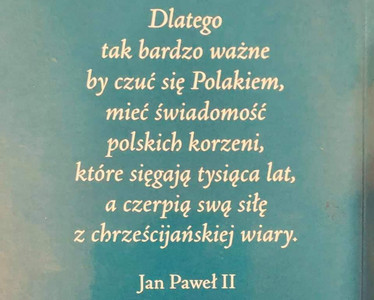 Dlatego
tak bardzo ważne
by czuć się Polakiem,
mieć świadomość
polskich korzeni,
które sięgają tysiąca lat,
a czerpią swą siłę
z chrześcijańskiej wiary.
Jan Paweł II